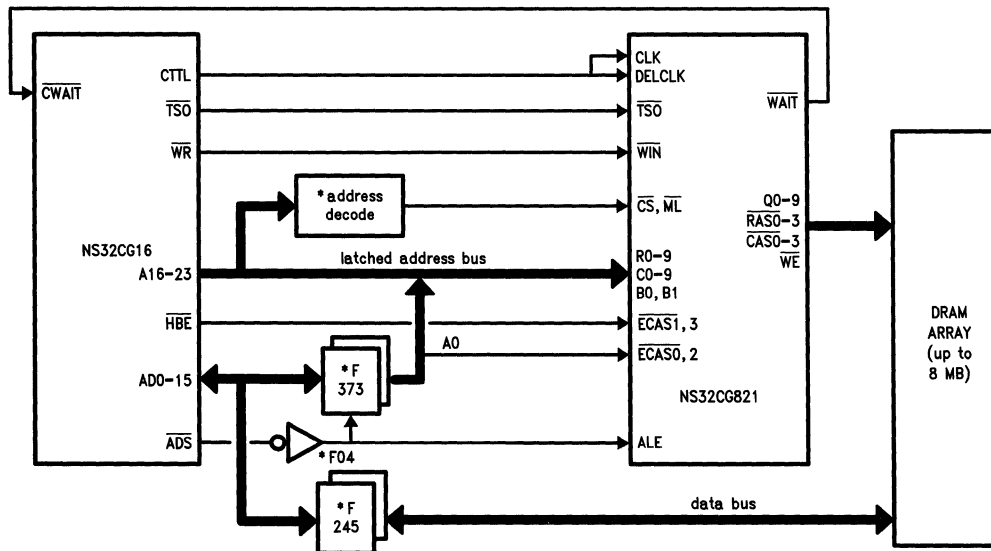 CWAIT
CTTL
TSO
WR
NS32CG16
A16-23
HBE
AD0-15
ADS
*address
decode
latched address bus
A0
*F
373
*F04
*F
245
data bus
CLK
DELCLK
TSO
WIN
CS, ML
R0-9
C0-9
B0, B1
ECAS1, 3
ECAS0, 2
NS32CG821
ALE
WAIT
Q0-9
RAS0-3
CAS0-3
WE
DRAM
ARRAY
(up to
8 MB)